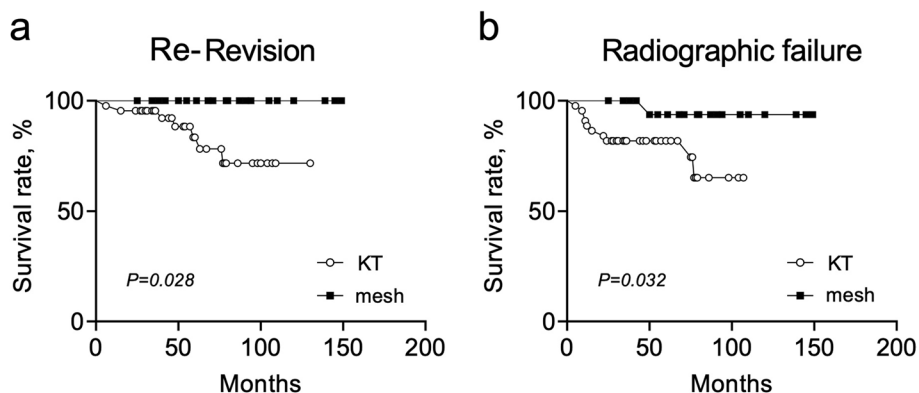 a
Re-Revision
Survival rate, %
100
50
0
P=0.028
KT
mesh
0 50 100 150 200
Months
b
Radiographic failure
Survival rate, %
100
50
0
P=0.032
KT
mesh
0 50 100 150 200
Months